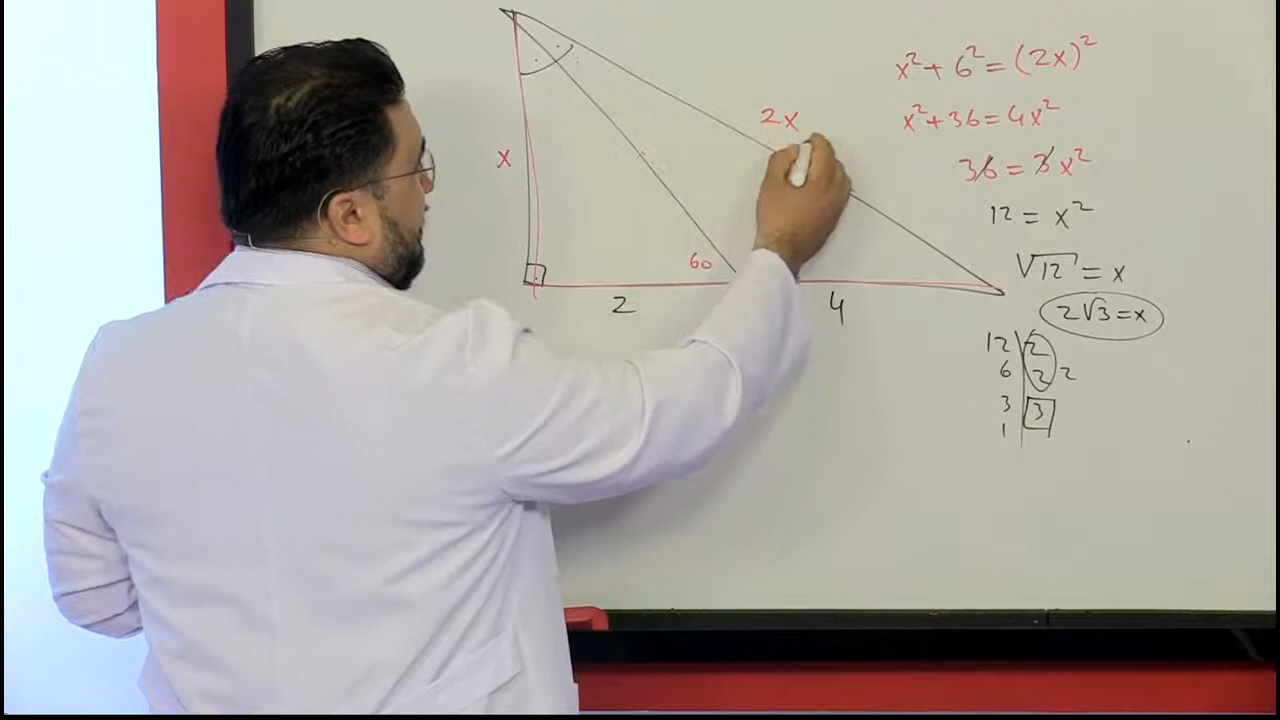 x
2x
60
2
4
x² + 6² = (2x)²
x² + 36 = 4x²
36 = 3x²
12 = x²
√12 = x
2√3 = x
12 | 2
6 | 2 2
3 | 3
1